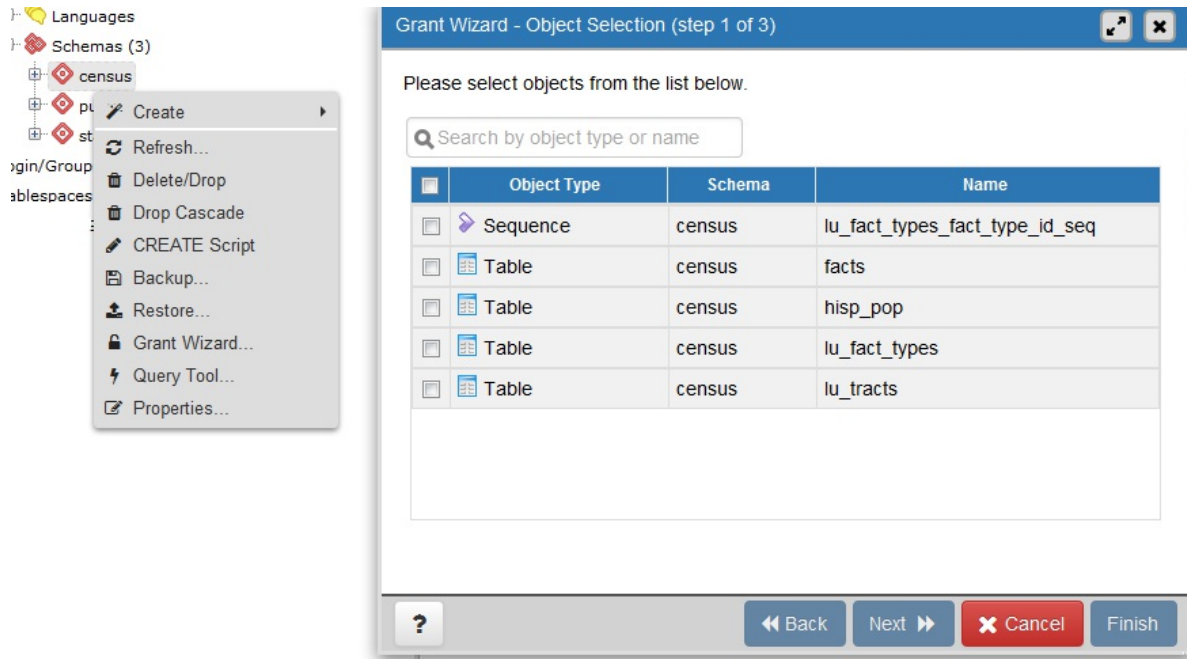 Languages
Schemas (3)
census
pu
st
ogin/Group
ablespaces
Create
Refresh...
Delete/Drop
Drop Cascade
CREATE Script
Backup...
Restore...
Grant Wizard...
Query Tool...
Properties...
Grant Wizard - Object Selection (step 1 of 3)
Please select objects from the list below.
Search by object type or name
Object Type Schema Name
Sequence census lu_fact_types_fact_type_id_seq
Table census facts
Table census hisp_pop
Table census lu_fact_types
Table census lu_tracts
? Back Next Cancel Finish